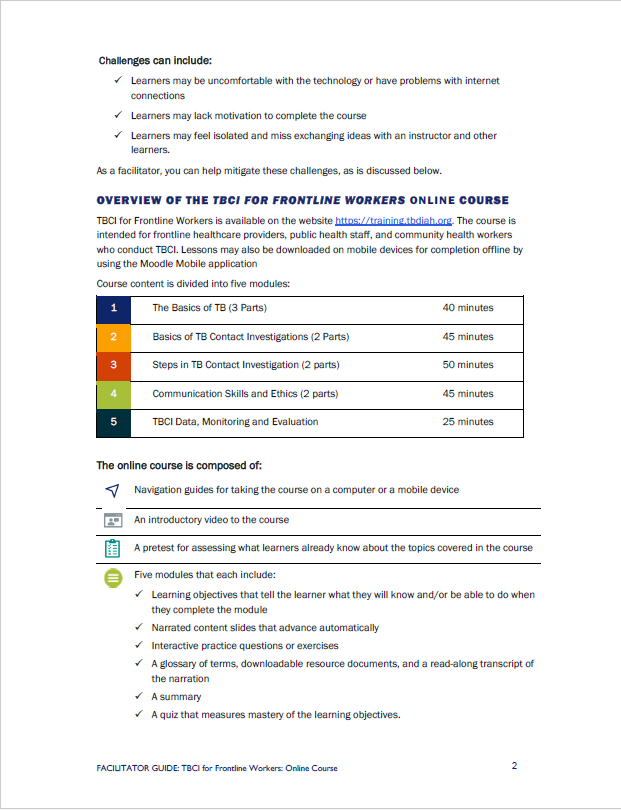 Challenges can include:
✓ Learners may be uncomfortable with the technology or have problems with internet
connections
✓ Learners may lack motivation to complete the course
✓ Learners may feel isolated and miss exchanging ideas with an instructor and other
learners.
As a facilitator, you can help mitigate these challenges, as is discussed below.
OVERVIEW OF THE TBCI FOR FRONTLINE WORKERS ONLINE COURSE
TBCI for Frontline Workers is available on the website https://training.tbdiah.org. The course is
intended for frontline healthcare providers, public health staff, and community health workers
who conduct TBCI. Lessons may also be downloaded on mobile devices for completion offline by
using the Moodle Mobile application
Course content is divided into five modules:
1 The Basics of TB (3 Parts) 40 minutes
2 Basics of TB Contact Investigations (2 Parts) 45 minutes
3 Steps in TB Contact Investigation (2 parts) 50 minutes
4 Communication Skills and Ethics (2 parts) 45 minutes
5 TBCI Data, Monitoring and Evaluation 25 minutes
The online course is composed of:
Navigation guides for taking the course on a computer or a mobile device
An introductory video to the course
A pretest for assessing what learners already know about the topics covered in the course
Five modules that each include:
✓ Learning objectives that tell the learner what they will know and/or be able to do when
they complete the module
✓ Narrated content slides that advance automatically
✓ Interactive practice questions or exercises
✓ A glossary of terms, downloadable resource documents, and a read-along transcript of
the narration
✓ A summary
✓ A quiz that measures mastery of the learning objectives.
FACILITATOR GUIDE: TBCI for Frontline Workers: Online Course 2